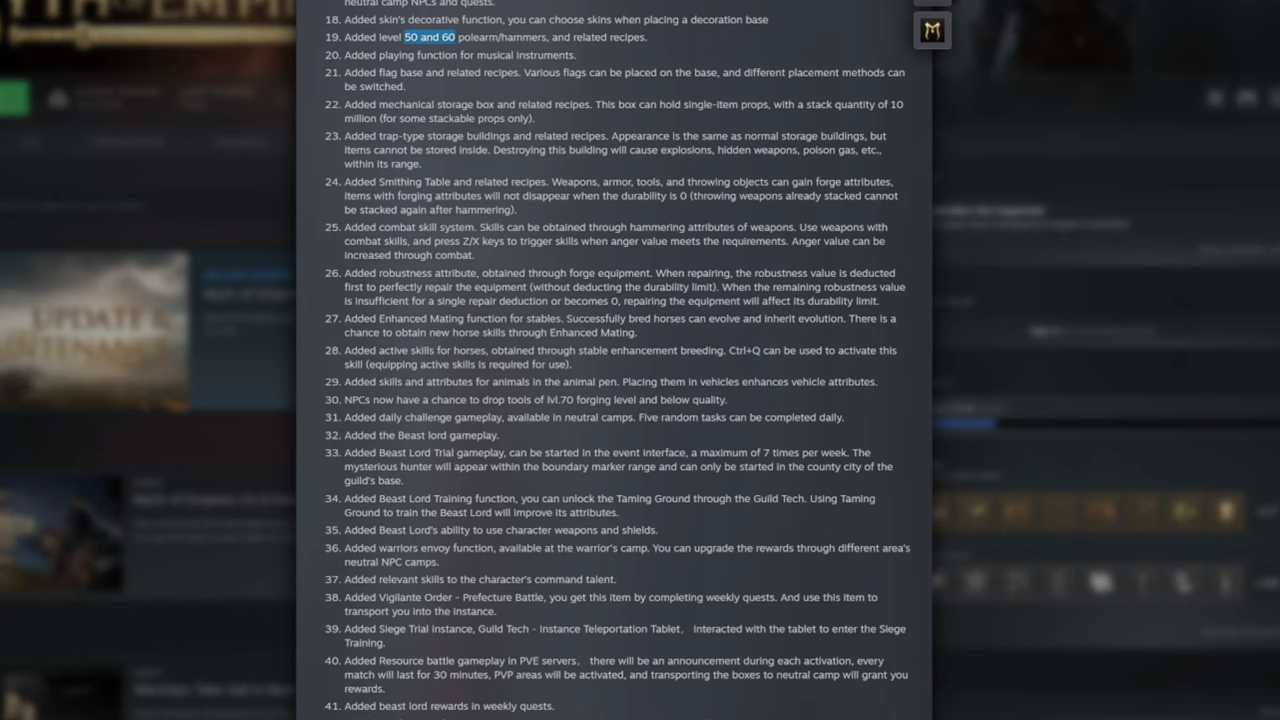 neutral camp NPCs and quests.
18. Added skin's decorative function, you can choose skins when placing a decoration base
19. Added level 50 and 60 polearm/hammers, and related recipes.
20. Added playing function for musical instruments.
21. Added flag base and related recipes. Various flags can be placed on the base, and different placement methods can
be switched.
22. Added mechanical storage box and related recipes. This box can hold single-item props, with a stack quantity of 10
million (for some stackable props only).
23. Added trap-type storage buildings and related recipes. Appearance is the same as normal storage buildings, but
items cannot be stored inside. Destroying this building will cause explosions, hidden weapons, poison gas, etc.,
within its range.
24. Added Smithing Table and related recipes. Weapons, armor, tools, and throwing objects can gain forge attributes,
items with forging attributes will not disappear when the durability is 0 (throwing weapons already stacked cannot
be stacked again after hammering).
25. Added combat skill system. Skills can be obtained through hammering attributes of weapons. Use weapons with
combat skills, and press Z/X keys to trigger skills when anger value meets the requirements. Anger value can be
increased through combat.
26. Added robustness attribute, obtained through forge equipment. When repairing, the robustness value is deducted
first to perfectly repair the equipment (without deducting the durability limit). When the remaining robustness value
is insufficient for a single repair deduction or becomes 0, repairing the equipment will affect its durability limit.
27. Added Enhanced Mating function for stables. Successfully bred horses can evolve and inherit evolution. There is a
chance to obtain new horse skills through Enhanced Mating.
28. Added active skills for horses, obtained through stable enhancement breeding. Ctrl+Q can be used to activate this
skill (equipping active skills is required for use).
29. Added skills and attributes for animals in the animal pen. Placing them in vehicles enhances vehicle attributes.
30. NPCs now have a chance to drop tools of lvl.70 forging level and below quality.
31. Added daily challenge gameplay, available in neutral camps. Five random tasks can be completed daily.
32. Added the Beast lord gameplay.
33. Added Beast Lord Trial gameplay, can be started in the event interface, a maximum of 7 times per week. The
mysterious hunter will appear within the boundary marker range and can only be started in the county city of the
guild's base.
34. Added Beast Lord Training function, you can unlock the Taming Ground through the Guild Tech. Using Taming
Ground to train the Beast Lord will improve its attributes.
35. Added Beast Lord's ability to use character weapons and shields.
36. Added warriors envoy function, available at the warrior's camp. You can upgrade the rewards through different area's
neutral NPC camps.
37. Added relevant skills to the character's command talent.
38. Added Vigilante Order - Prefecture Battle, you get this item by completing weekly quests. And use this item to
transport you into the instance.
39. Added Siege Trial instance, Guild Tech - Instance Teleportation Tablet， interacted with the tablet to enter the Siege
Training.
40. Added Resource battle gameplay in PVE servers， there will be an announcement during each activation, every
match will last for 30 minutes, PVP areas will be activated, and transporting the boxes to neutral camp will grant you
rewards.
41. Added beast lord rewards in weekly quests.
UPDATE &